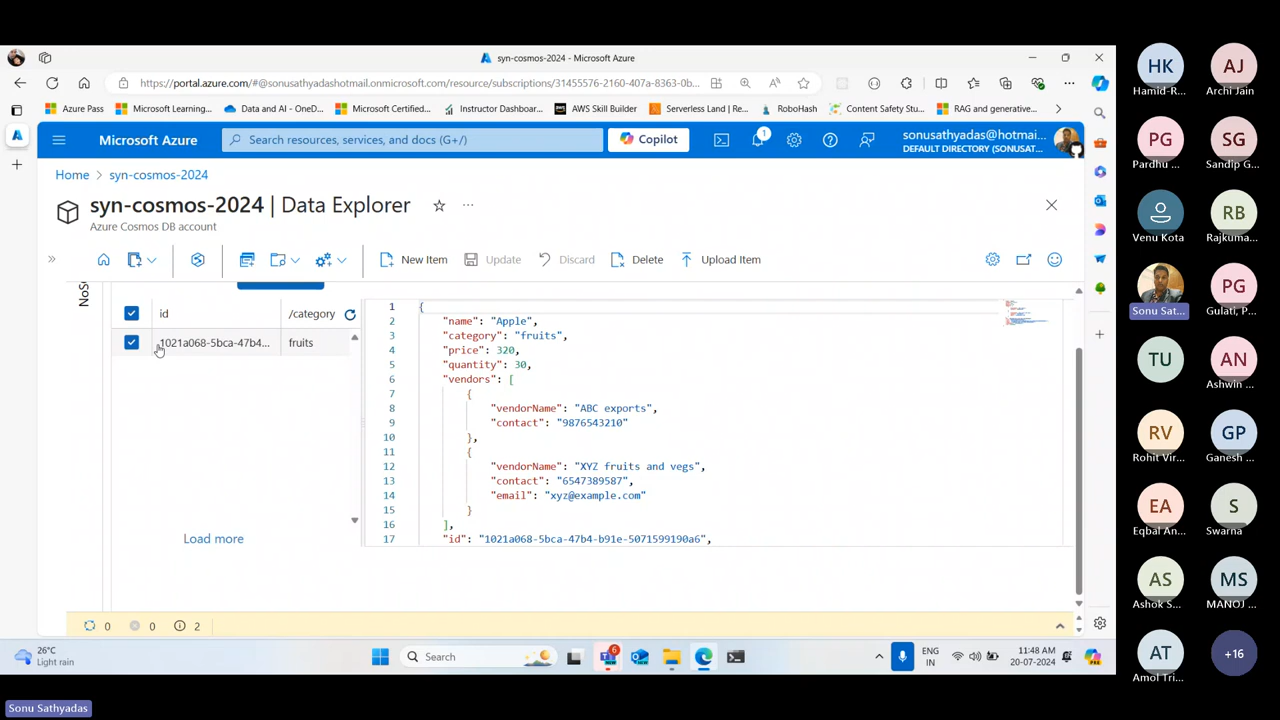 syn-cosmos-2024 - Microsoft Azure
https://portal.azure.com/#@sonusathyadashotmail.onmicrosoft.com/resource/subscriptions/31455576-2160-407a-8363-0b...
Azure Pass
Microsoft Learning...
Data and AI - OneD...
Microsoft Certified...
Instructor Dashboar...
AWS Skill Builder
Serverless Land | Re...
RoboHash
Content Safety Stu...
RAG and generative...
Microsoft Azure
Search resources, services, and docs (G+/)
Copilot
1
sonusathyadas@hotmai...
DEFAULT DIRECTORY (SONUSAT...
Home > syn-cosmos-2024
syn-cosmos-2024 | Data Explorer
Azure Cosmos DB account
New Item
Update
Discard
Delete
Upload Item
NoS
id
/category
1021a068-5bca-47b4...
fruits
Load more
1 {
2 "name": "Apple",
3 "category": "fruits",
4 "price": 320,
5 "quantity": 30,
6 "vendors": [
7 {
8 "vendorName": "ABC exports",
9 "contact": "9876543210"
10 },
11 {
12 "vendorName": "XYZ fruits and vegs",
13 "contact": "6547389587",
14 "email": "xyz@example.com"
15 }
16 ],
17 "id": "1021a068-5bca-47b4-b91e-5071599190a6",
0
0
2
26°C
Light rain
Search
6
ENG
IN
11:48 AM
20-07-2024
HK
Hamid-R...
AJ
Archi Jain
PG
Pardhu ...
SG
Sandip G...
Venu Kota
RB
Rajkuma...
Sonu Sat...
PG
Gulati, P...
TU
AN
Ashwin ...
RV
Rohit Vir...
GP
Ganesh ...
EA
Eqbal An...
S
Swarna
AS
Ashok S...
MS
MANOJ ...
AT
Amol Tri...
+16
Sonu Sathyadas